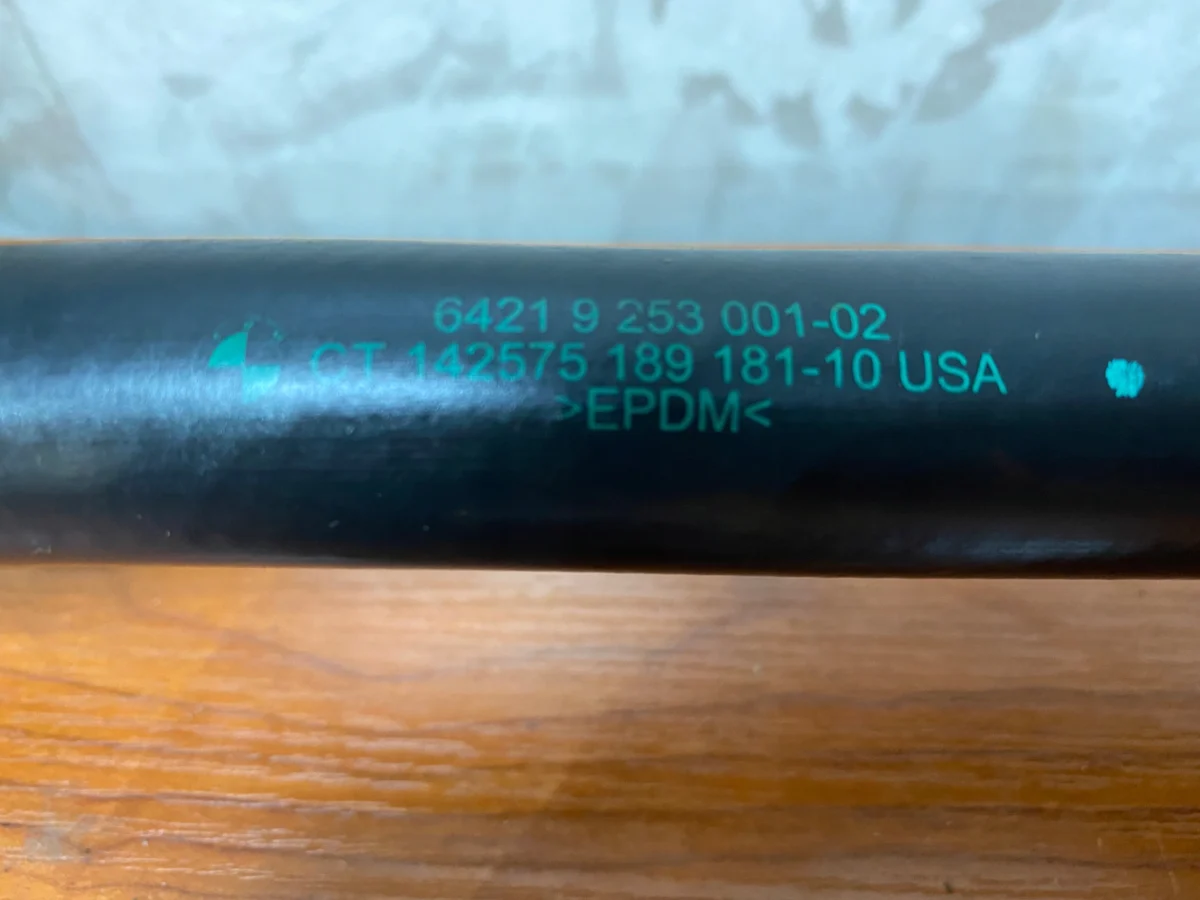 6421 9 253 001-02
CT 142575 189 181-10 USA
>EPDM<